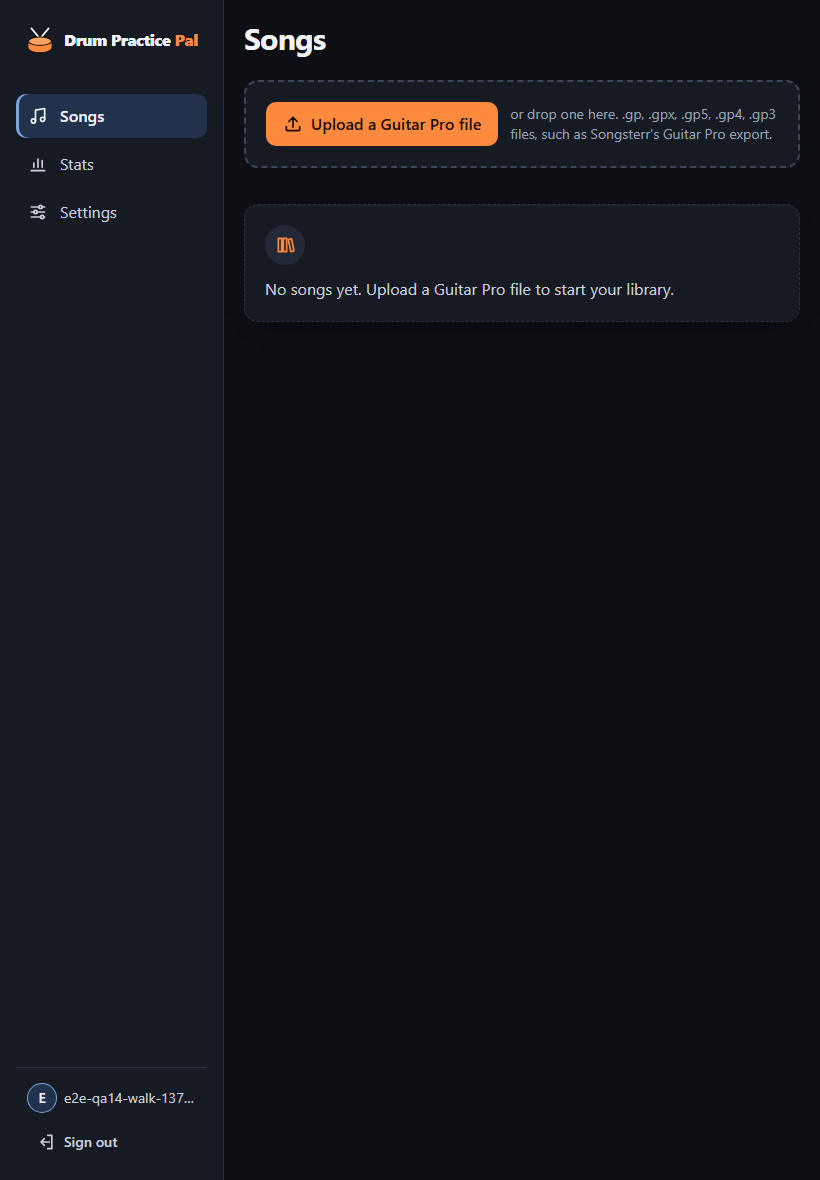 Drum Practice Pal
Songs
Stats
Settings
Songs
Upload a Guitar Pro file
or drop one here. .gp, .gpx, .gp5, .gp4, .gp3
files, such as Songsterr's Guitar Pro export.
No songs yet. Upload a Guitar Pro file to start your library.
E
e2e-qa14-walk-137...
Sign out